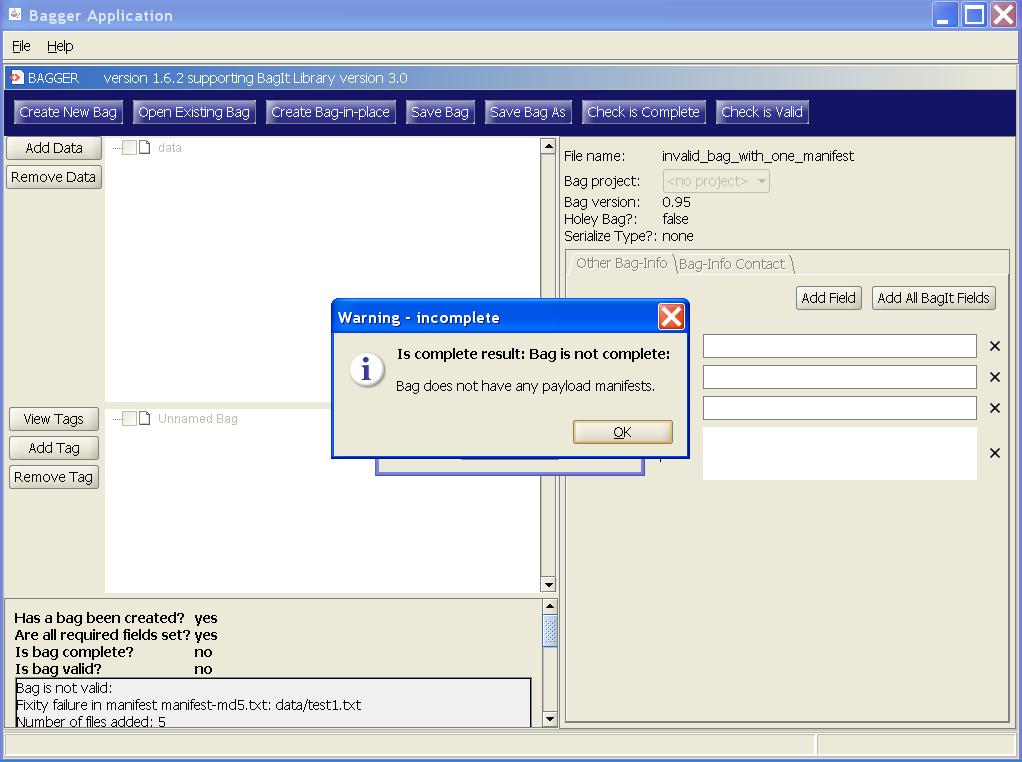 Bagger Application
File Help
BAGGER version 1.6.2 supporting BagIt Library version 3.0
Create New Bag Open Existing Bag Create Bag-in-place Save Bag Save Bag As Check is Complete Check is Valid
Add Data
Remove Data
data
File name: invalid_bag_with_one_manifest
Bag project: <no project>
Bag version: 0.95
Holey Bag?: false
Serialize Type?: none
Other Bag-Info Bag-Info Contact
Add Field Add All BagIt Fields
Warning - incomplete
Is complete result: Bag is not complete:
Bag does not have any payload manifests.
OK
View Tags
Add Tag
Remove Tag
Unnamed Bag
Has a bag been created? yes
Are all required fields set? yes
Is bag complete? no
Is bag valid? no
Bag is not valid:
Fixity failure in manifest manifest-md5.txt: data/test1.txt
Number of files added: 5